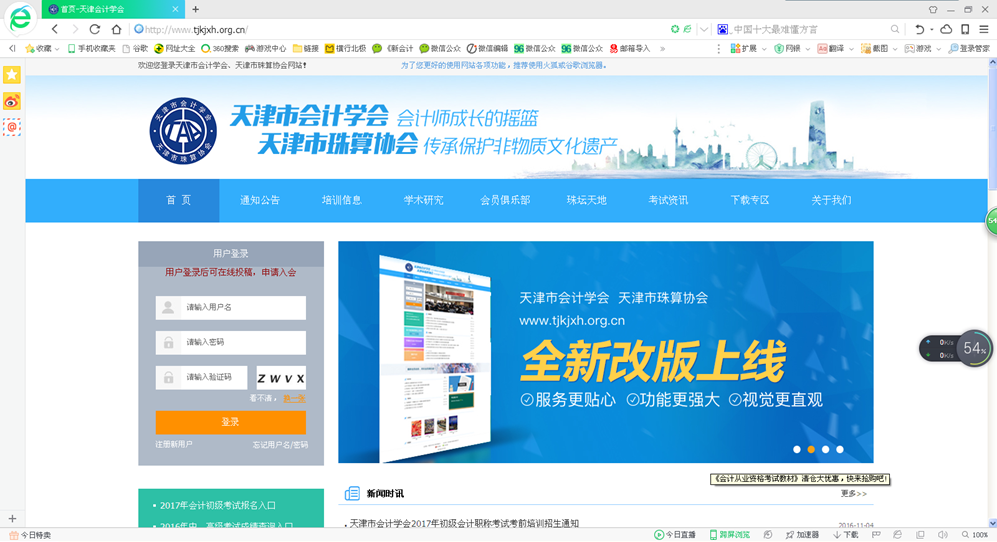 首页-天津会计学会
http://www.tjkjxh.org.cn/
中国十大最难懂方言
收藏 手机收藏夹 谷歌 网址大全 360搜索 游戏中心 链接 横行北极 《新会计 微信公众 微信编辑 微信公众 微信公众 邮箱导入 »
扩展 网银 翻译 截图 游戏 登录管家
欢迎您登录天津市会计学会、天津市珠算协会网站!
为了您更好的使用网站各项功能,推荐使用火狐或谷歌浏览器。
天津市会计学会 会计师成长的摇篮
天津市珠算协会 传承保护非物质文化遗产
首 页 通知公告 培训信息 学术研究 会员俱乐部 珠坛天地 考试资讯 下载专区 关于我们
用户登录
用户登录后可在线投稿,申请入会
请输入用户名
请输入密码
请输入验证码 ZWVX
看不清, 换一张
登录
注册新用户 忘记用户名/密码
天津市会计学会 天津市珠算协会
www.tjkjxh.org.cn
全新改版上线
服务更贴心 功能更强大 视觉更直观
0K/s
0K/s
54%
2017年会计初级考试报名入口
2016年中、高级考试成绩查询入口
新闻时讯
《会计从业资格考试教材》清仓大优惠,快来抢购吧!
更多>>
天津市会计学会2017年初级会计职称考试考前培训招生通知 2016-11-04
今日特卖
今日直播 跨屏浏览 加速器 下载 100%